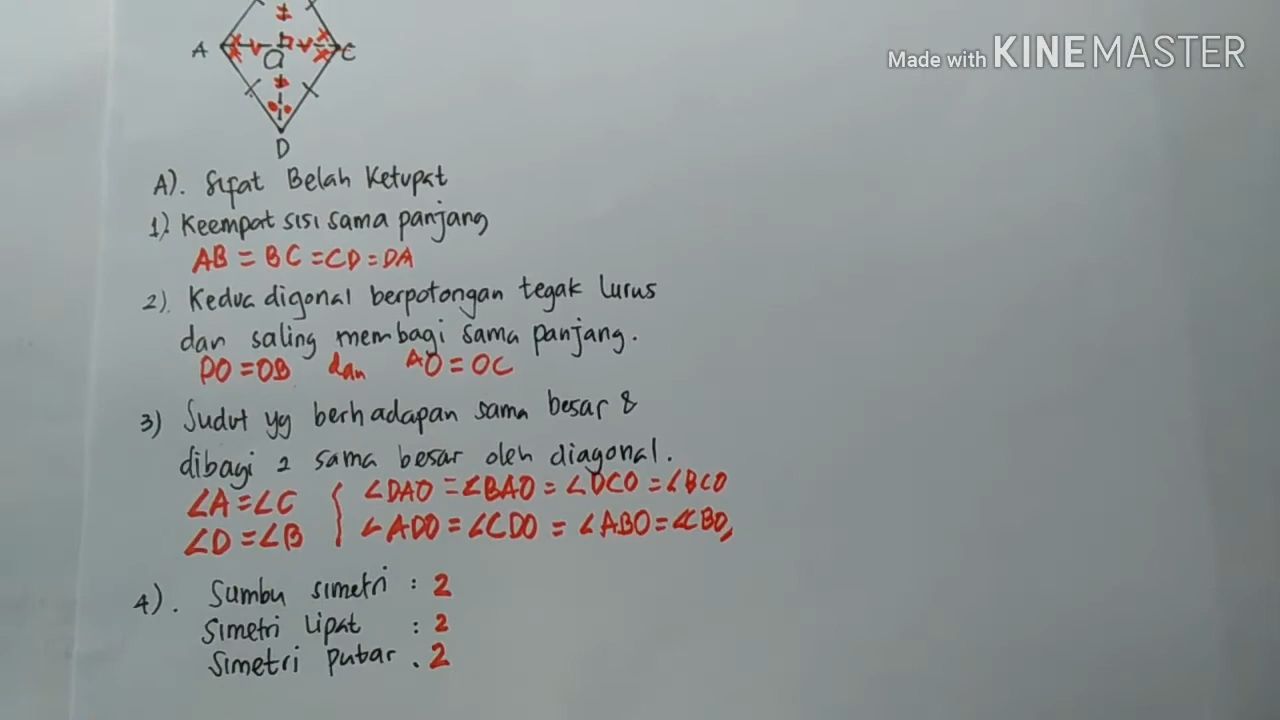 Made with KINEMASTER
A C
O
D
A). Sifat Belah Ketupat
1) Keempat sisi sama panjang
AB = BC = CD = DA
2). Kedua digonal berpotongan tegak lurus
dan saling membagi sama panjang.
DO = OB dan AO = OC
3) Sudut yg berhadapan sama besar &
dibagi 2 sama besar oleh diagonal.
∠A = ∠C { ∠DAO = ∠BAO = ∠DCO = ∠BCO
∠D = ∠B ∠ADO = ∠CDO = ∠ABO = ∠CBO,
4). Sumbu simetri : 2
Simetri Lipat : 2
Simetri putar . 2